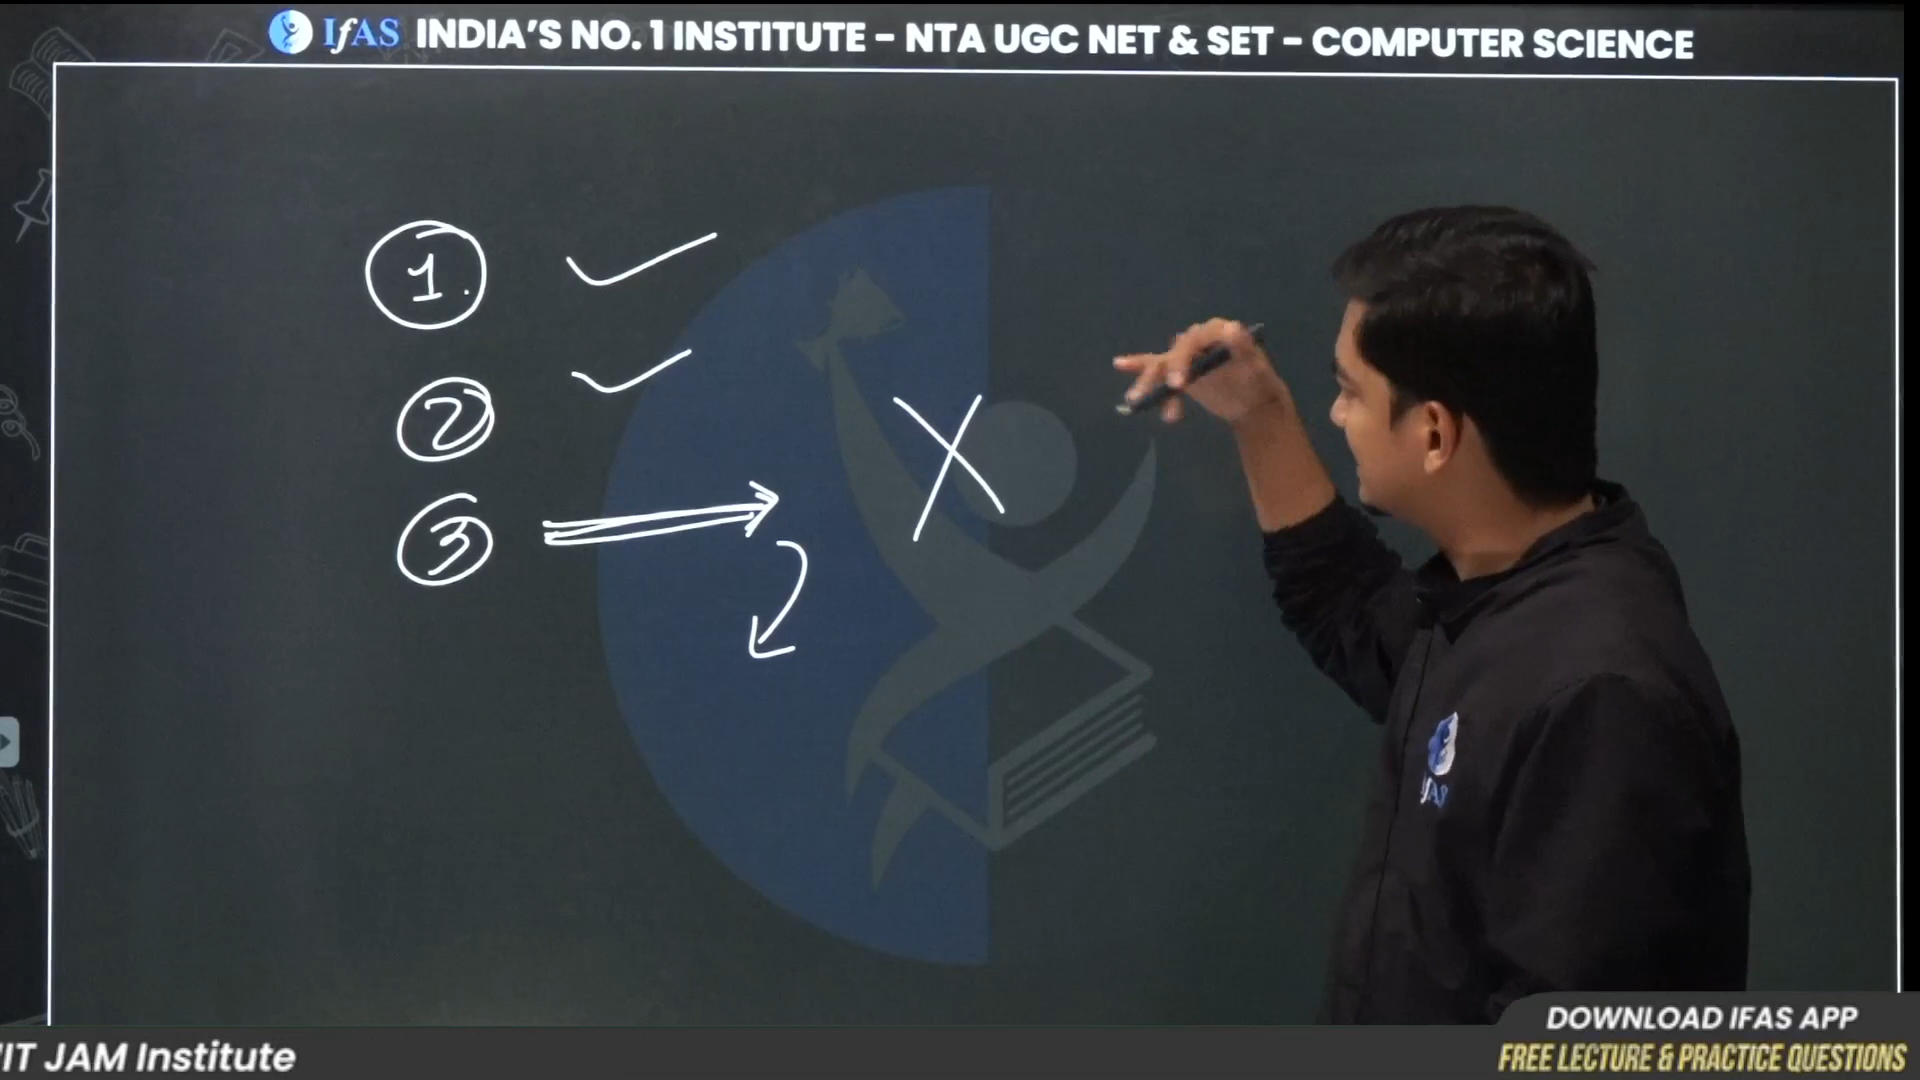 IfAS INDIA'S NO. 1 INSTITUTE - NTA UGC NET & SET - COMPUTER SCIENCE
1.
2
3
IfAS
DOWNLOAD IFAS APP
IT JAM Institute
FREE LECTURE & PRACTICE QUESTIONS